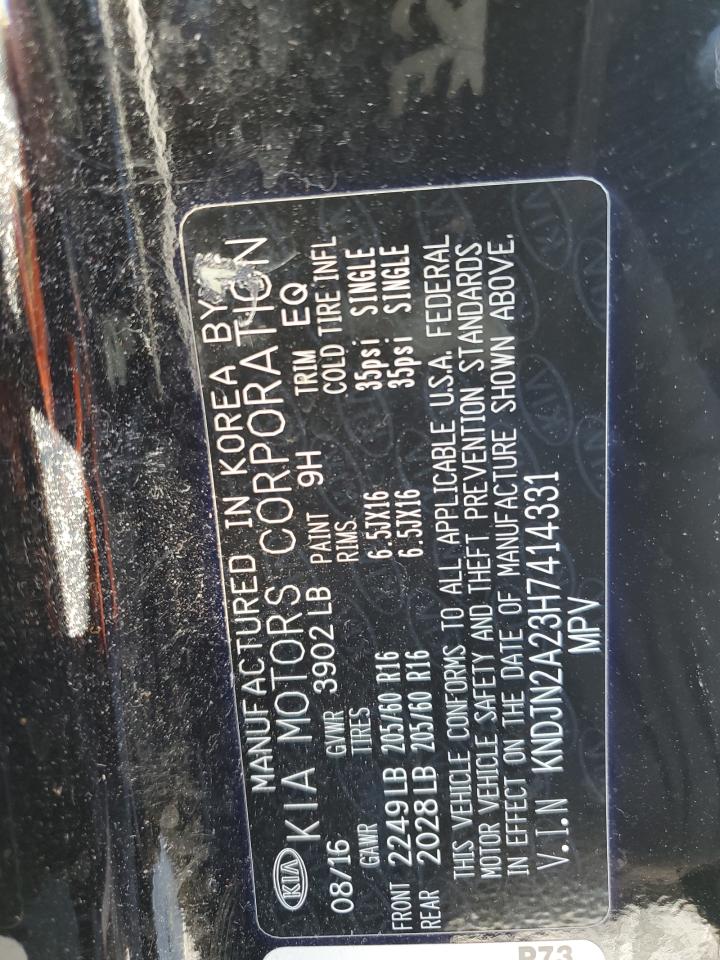 MANUFACTURED IN KOREA BY
KIA KIA MOTORS CORPORATION
08/16 GVWR 3902 LB PAINT 9H TRIM EQ
GAWR TIRES RIMS. COLD TIRE INFL
FRONT 2249 LB 205/60 R16 6.5JX16 35psi SINGLE
REAR 2028 LB 205/60 R16 6.5JX16 35psi SINGLE
THIS VEHICLE CONFORMS TO ALL APPLICABLE U.S.A. FEDERAL
MOTOR VEHICLE SAFETY AND THEFT PREVENTION STANDARDS
IN EFFECT ON THE DATE OF MANUFACTURE SHOWN ABOVE.
V.I.N KNDJN2A23H7414331
MPV